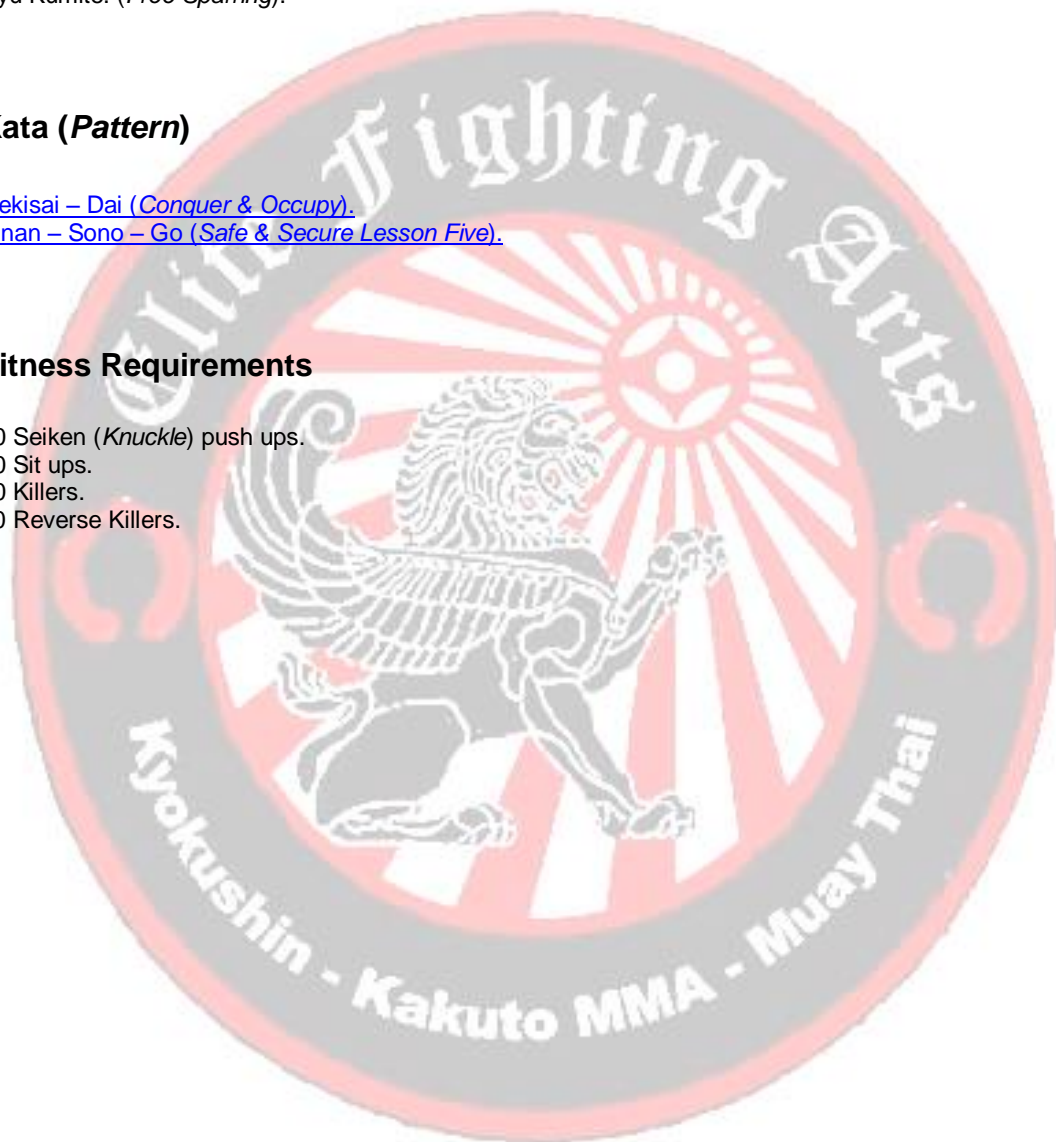 yu Kumite. (Free Sparring).
Kata (Pattern)
ekisai – Dai (Conquer & Occupy).
inan – Sono – Go (Safe & Secure Lesson Five).
itness Requirements
0 Seiken (Knuckle) push ups.
0 Sit ups.
0 Killers.
0 Reverse Killers.
Elite Fighting Arts
Kyokushin - Kakuto MMA - Muay Thai